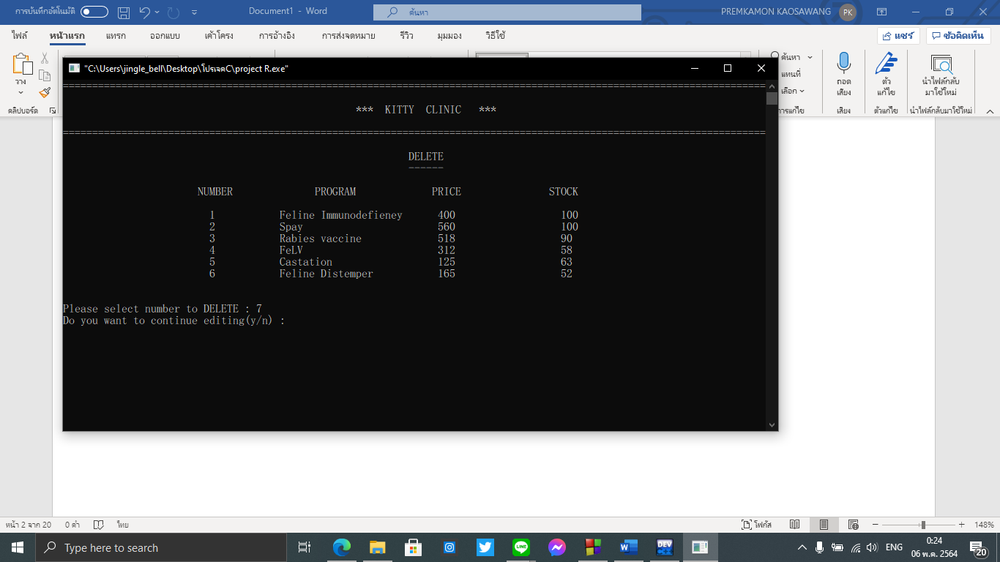 การบันทึกอัตโนมัติ Document1 - Word ค้นหา PREMKAMON KAOSAWANG PK
ไฟล์ หน้าแรก แทรก ออกแบบ เค้าโครง การอ้างอิง การส่งจดหมาย รีวิว มุมมอง วิธีใช้ แชร์ ข้อคิดเห็น
วาง
คลิปบอร์ด
ค้นหา
แทนที่
เลือก
ถอด
เสียง
เสียง
ตัว
แก้ไข
ตัวแก้ไข
นำไฟล์กลับ
มาใช้ใหม่
นำไฟล์กลับมาใช้ใหม่
"C:\Users\jingle_bell\Desktop\โปรเจคC\project R.exe"
*** KITTY CLINIC ***
DELETE
------
NUMBER PROGRAM PRICE STOCK
1 Feline Immunodefieney 400 100
2 Spay 560 100
3 Rabies vaccine 518 90
4 FeLV 312 58
5 Castation 125 63
6 Feline Distemper 165 52
Please select number to DELETE : 7
Do you want to continue editing(y/n) :
หน้า 2 จาก 20 0 คำ ไทย โฟกัส 148%
Type here to search DEV ENG 0:24
06 พ.ค. 2564 20